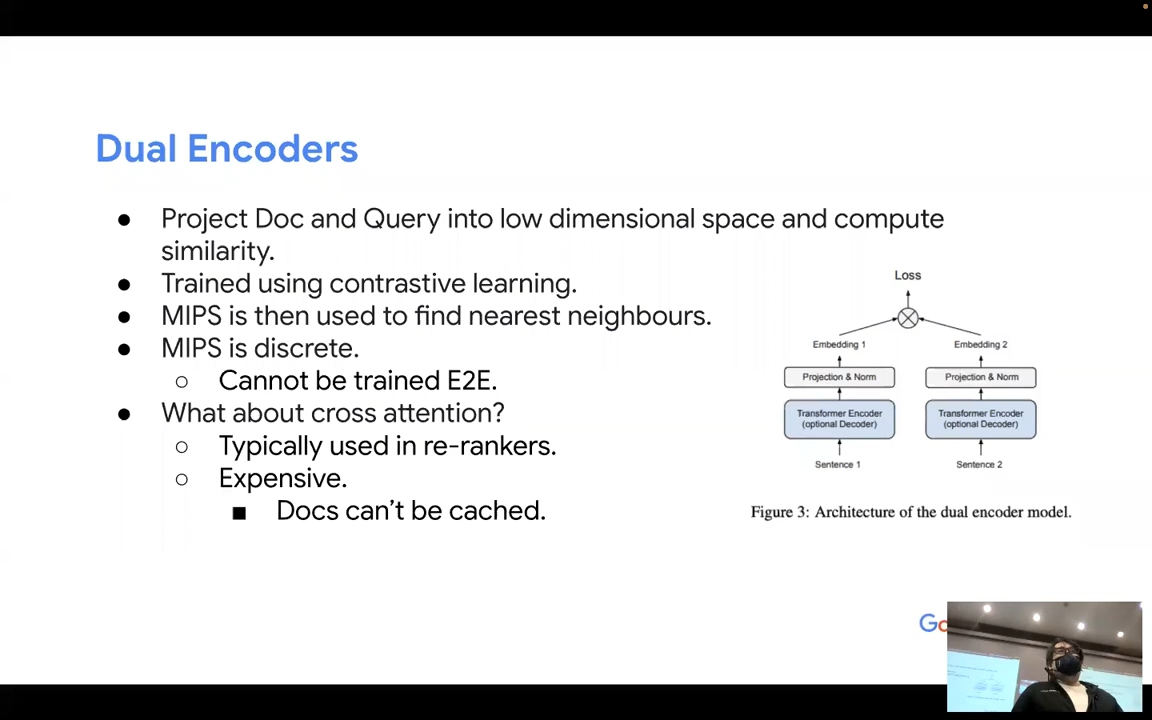 Dual Encoders
● Project Doc and Query into low dimensional space and compute
similarity.
● Trained using contrastive learning.
● MIPS is then used to find nearest neighbours.
● MIPS is discrete.
○ Cannot be trained E2E.
● What about cross attention?
○ Typically used in re-rankers.
○ Expensive.
■ Docs can't be cached.
Loss
Embedding 1 Embedding 2
Projection & Norm Projection & Norm
Transformer Encoder Transformer Encoder
(optional Decoder) (optional Decoder)
Sentence 1 Sentence 2
Figure 3: Architecture of the dual encoder model.